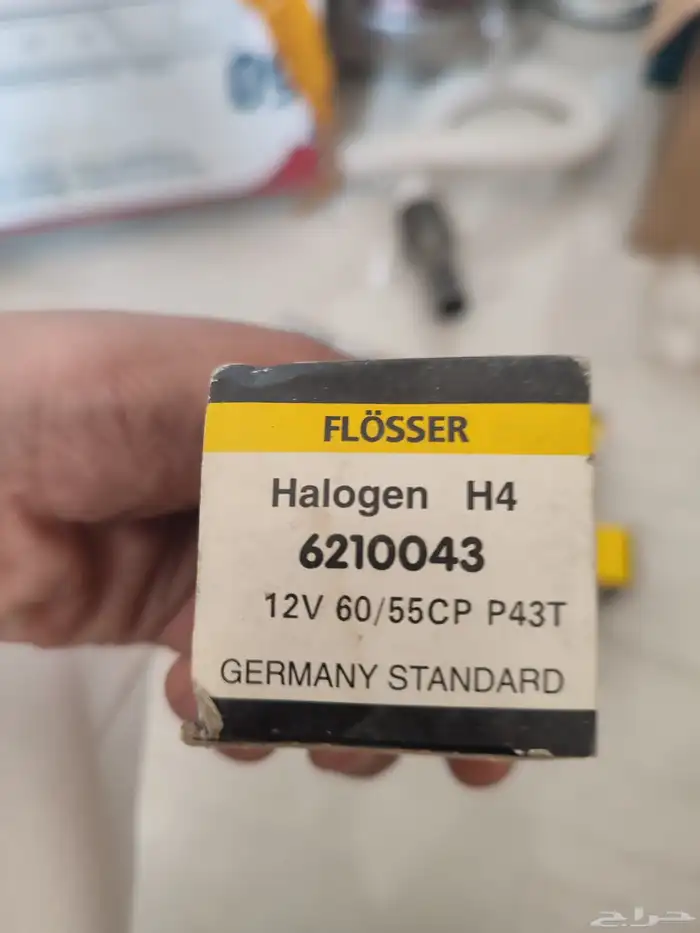 FLÖSSER
Halogen H4
6210043
12V 60/55CP P43T
GERMANY STANDARD
حراج